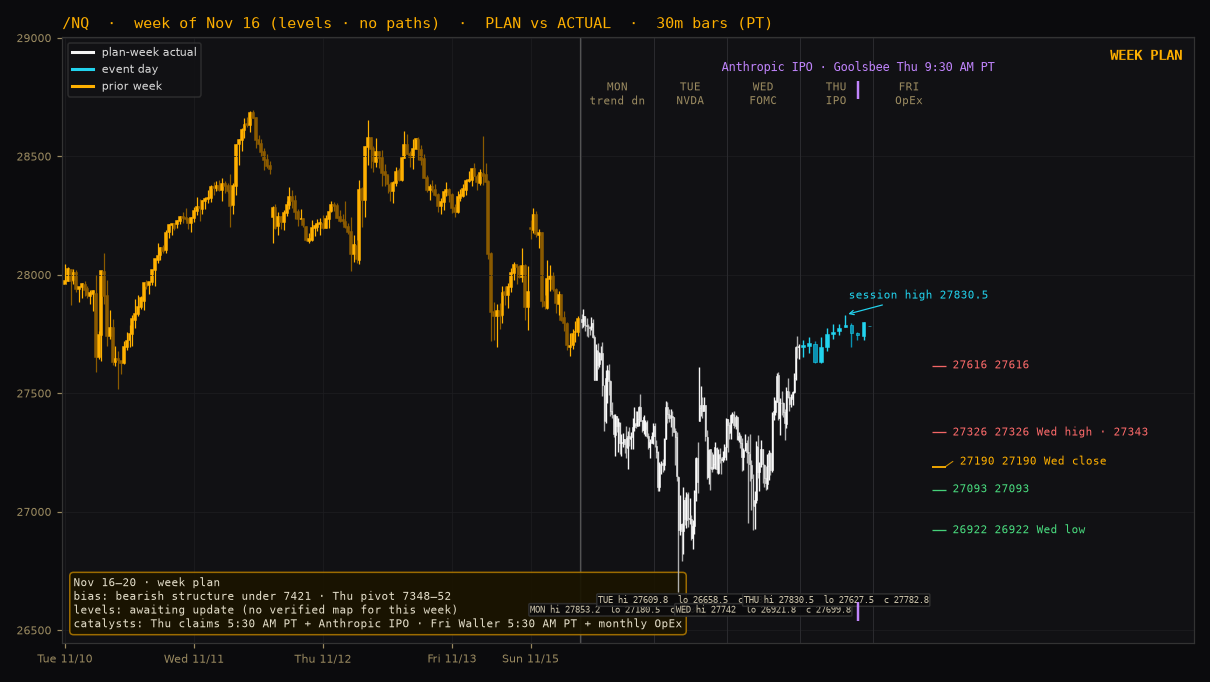 /NQ · week of Nov 16 (levels · no paths) · PLAN vs ACTUAL · 30m bars (PT)
29000
28500
28000
27500
27000
26500
plan-week actual
event day
prior week
WEEK PLAN
Anthropic IPO · Goolsbee Thu 9:30 AM PT
MON
trend dn
TUE
NVDA
WED
FOMC
THU
IPO
FRI
OpEx
session high 27830.5
27616 27616
27326 27326 Wed high · 27343
27190 27190 Wed close
27093 27093
26922 26922 Wed low
Nov 16–20 · week plan
bias: bearish structure under 7421 · Thu pivot 7348–52
levels: awaiting update (no verified map for this week)
catalysts: Thu claims 5:30 AM PT + Anthropic IPO · Fri Waller 5:30 AM PT + monthly OpEx
TUE hi 27609.8 lo 26658.5 c
THU hi 27830.5 lo 27627.5 c 27782.8
MON hi 27853.2 lo 27180.5 c
WED hi 27742 lo 26921.8 c 27699.8
Tue 11/10
Wed 11/11
Thu 11/12
Fri 11/13
Sun 11/15